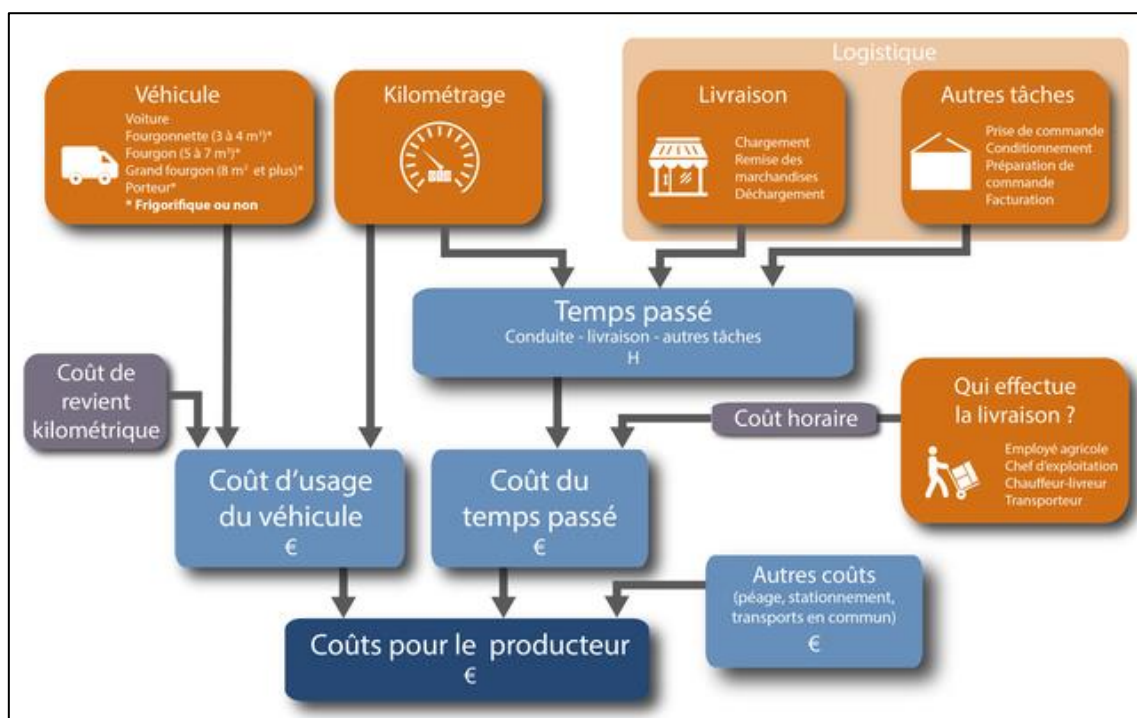 Logistique
Véhicule
Voiture
Fourgonnette (3 à 4 m³)*
Fourgon (5 à 7 m³)*
Grand fourgon (8 m³ et plus)*
Porteur*
* Frigorifique ou non
Kilométrage
Livraison
Chargement
Remise des
marchandises
Déchargement
Autres tâches
Prise de commande
Conditionnement
Préparation de
commande
Facturation
Temps passé
Conduite - livraison - autres tâches
H
Coût de
revient
kilométrique
Coût horaire
Qui effectue
la livraison ?
Employé agricole
Chef d'exploitation
Chauffeur-livreur
Transporteur
Coût d'usage
du véhicule
€
Coût du
temps passé
€
Autres coûts
(péage, stationnement,
transports en commun)
€
Coûts pour le producteur
€